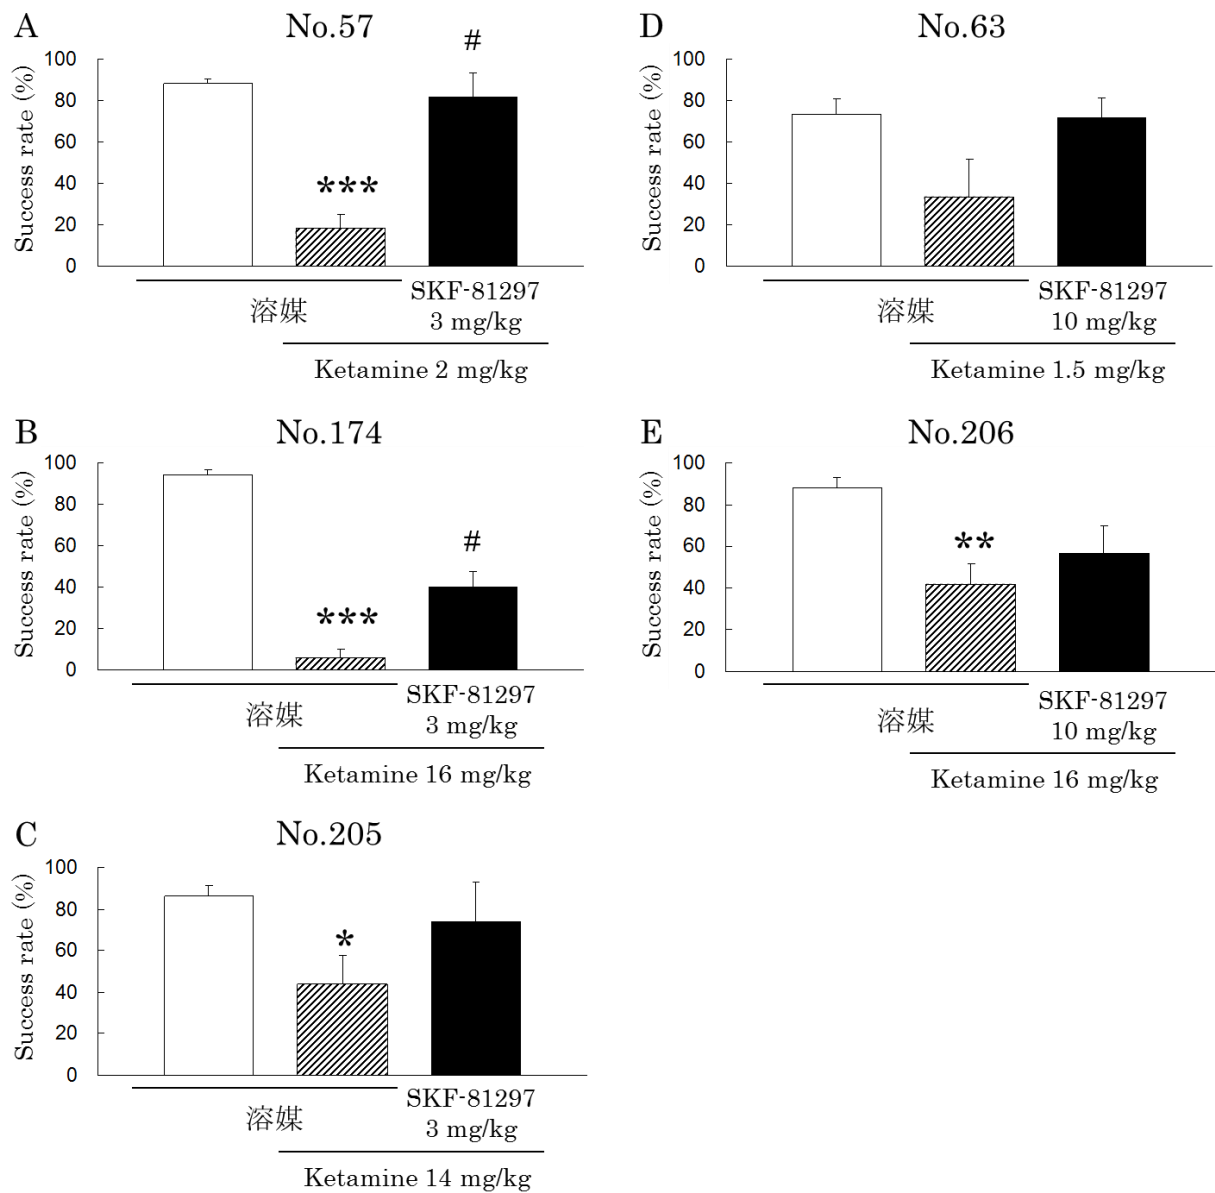 A
No.57
#
Success rate (%)
100
80
60
40
20
0
***
溶媒
SKF-81297
3 mg/kg
Ketamine 2 mg/kg
B
No.174
Success rate (%)
100
80
60
40
20
0
***
#
溶媒
SKF-81297
3 mg/kg
Ketamine 16 mg/kg
C
No.205
Success rate (%)
100
80
60
40
20
0
*
溶媒
SKF-81297
3 mg/kg
Ketamine 14 mg/kg
D
No.63
Success rate (%)
100
80
60
40
20
0
溶媒
SKF-81297
10 mg/kg
Ketamine 1.5 mg/kg
E
No.206
Success rate (%)
100
80
60
40
20
0
**
溶媒
SKF-81297
10 mg/kg
Ketamine 16 mg/kg